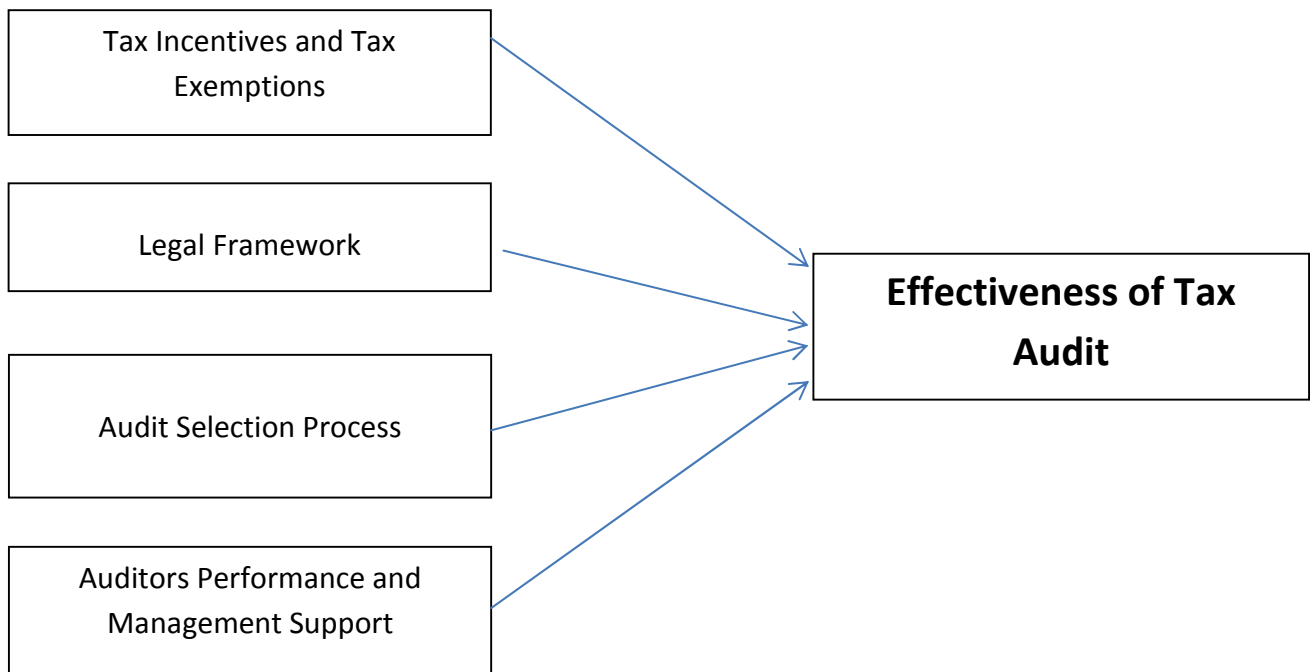 Tax Incentives and Tax
Exemptions
Legal Framework
Audit Selection Process
Auditors Performance and
Management Support
Effectiveness of Tax
Audit